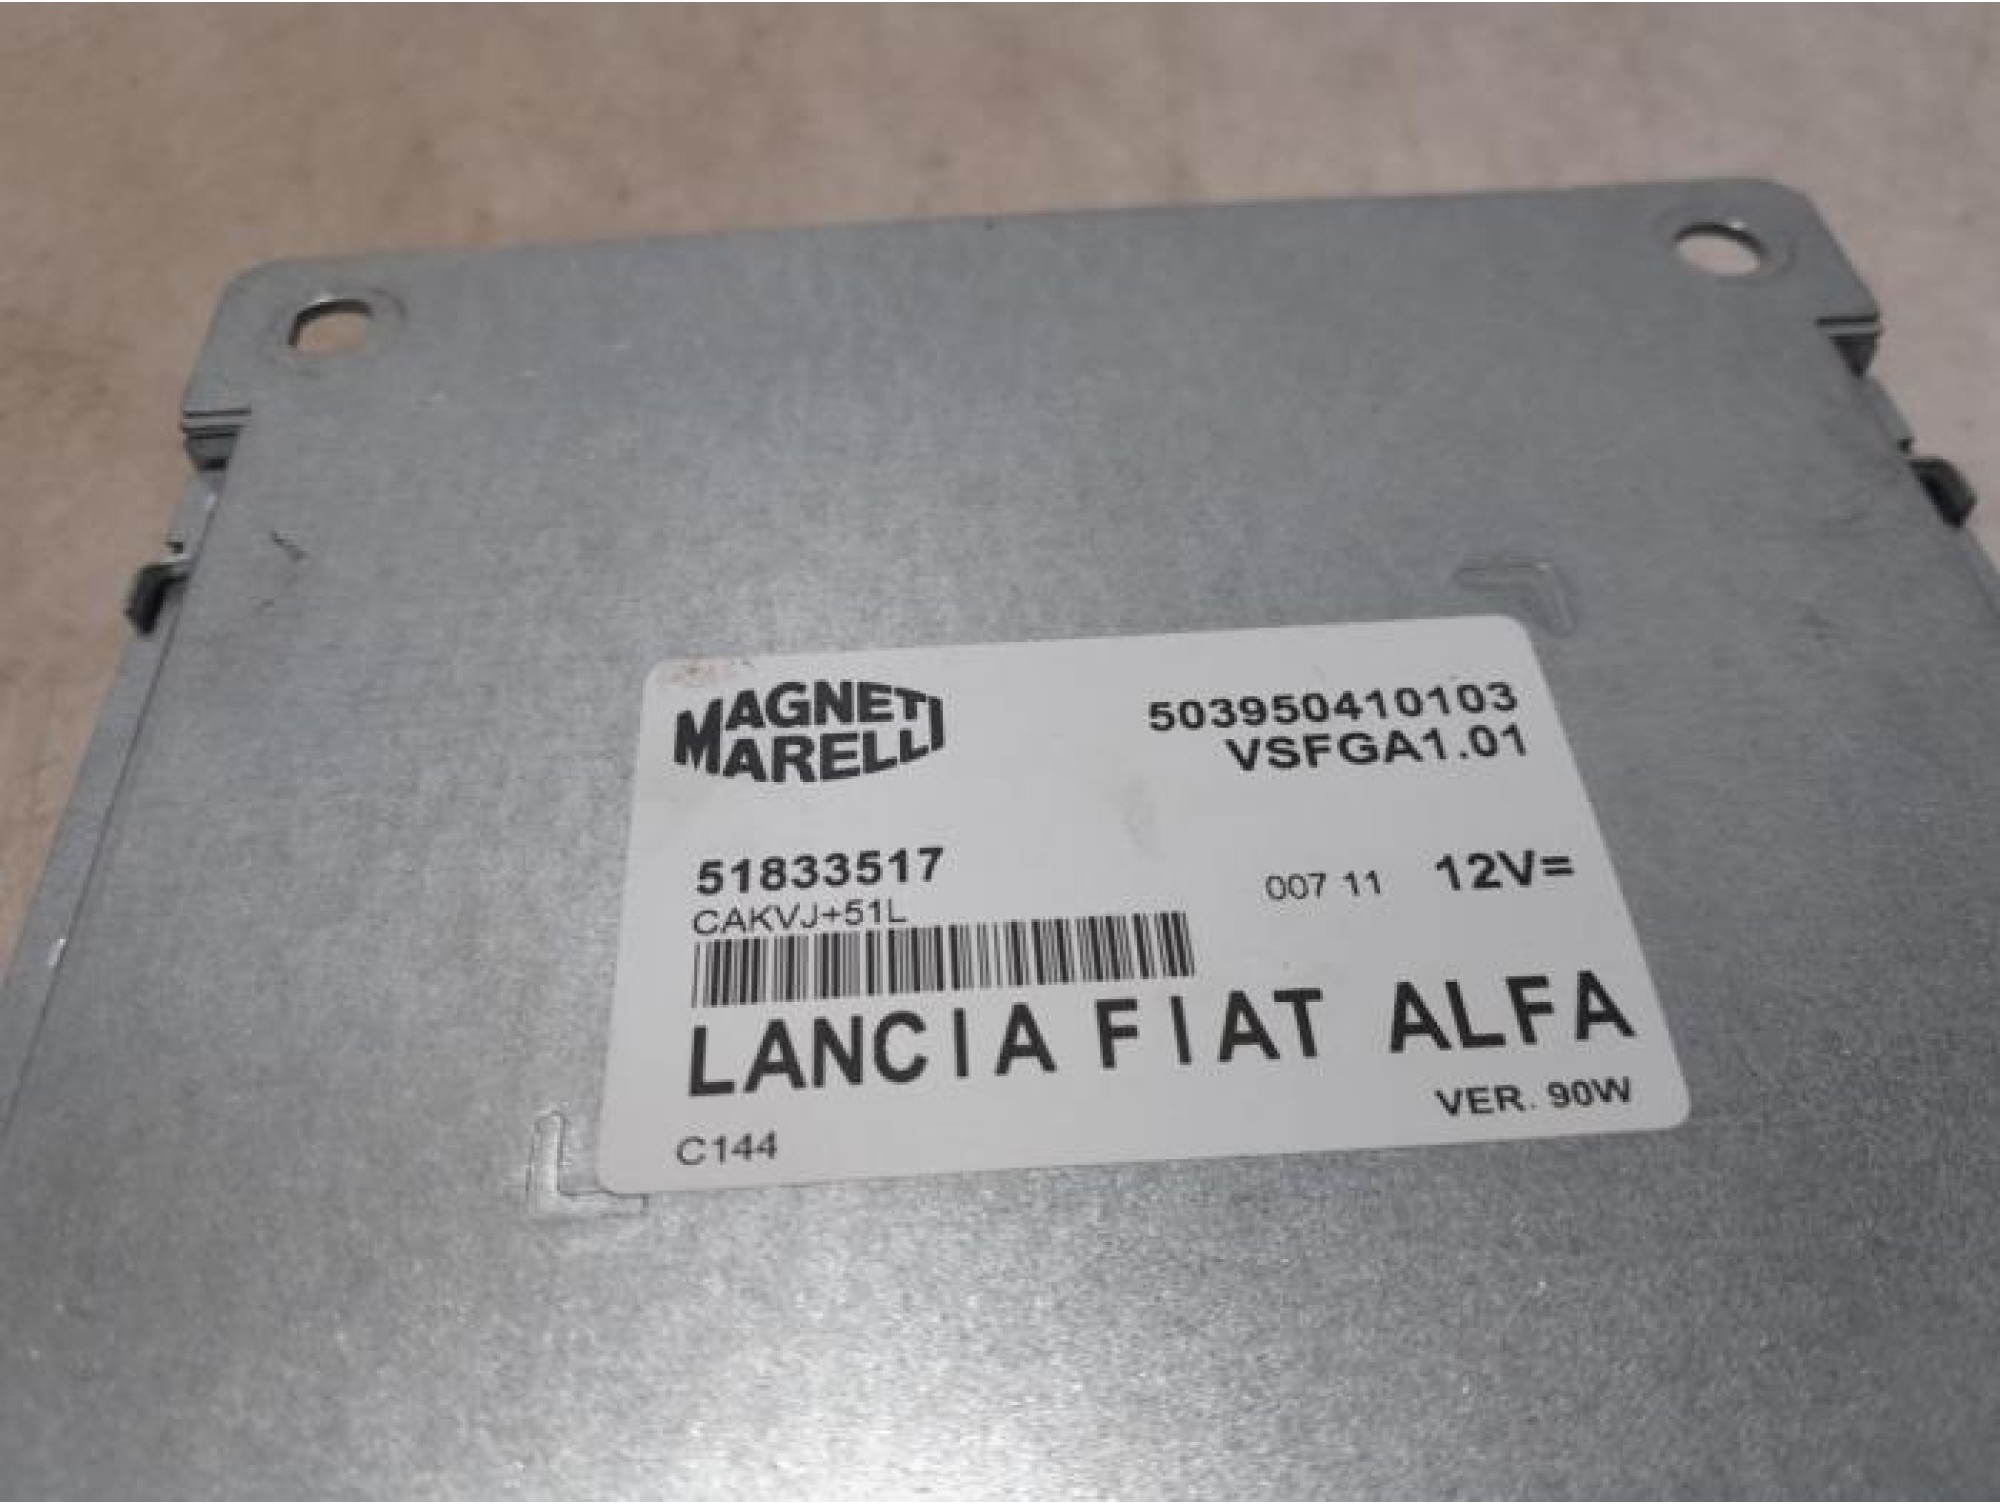 MAGNETI
MARELLI
503950410103
VSFGA1.01
51833517
007 11 12V=
CAKVJ+51L
LANCIA FIAT ALFA
VER. 90W
C144